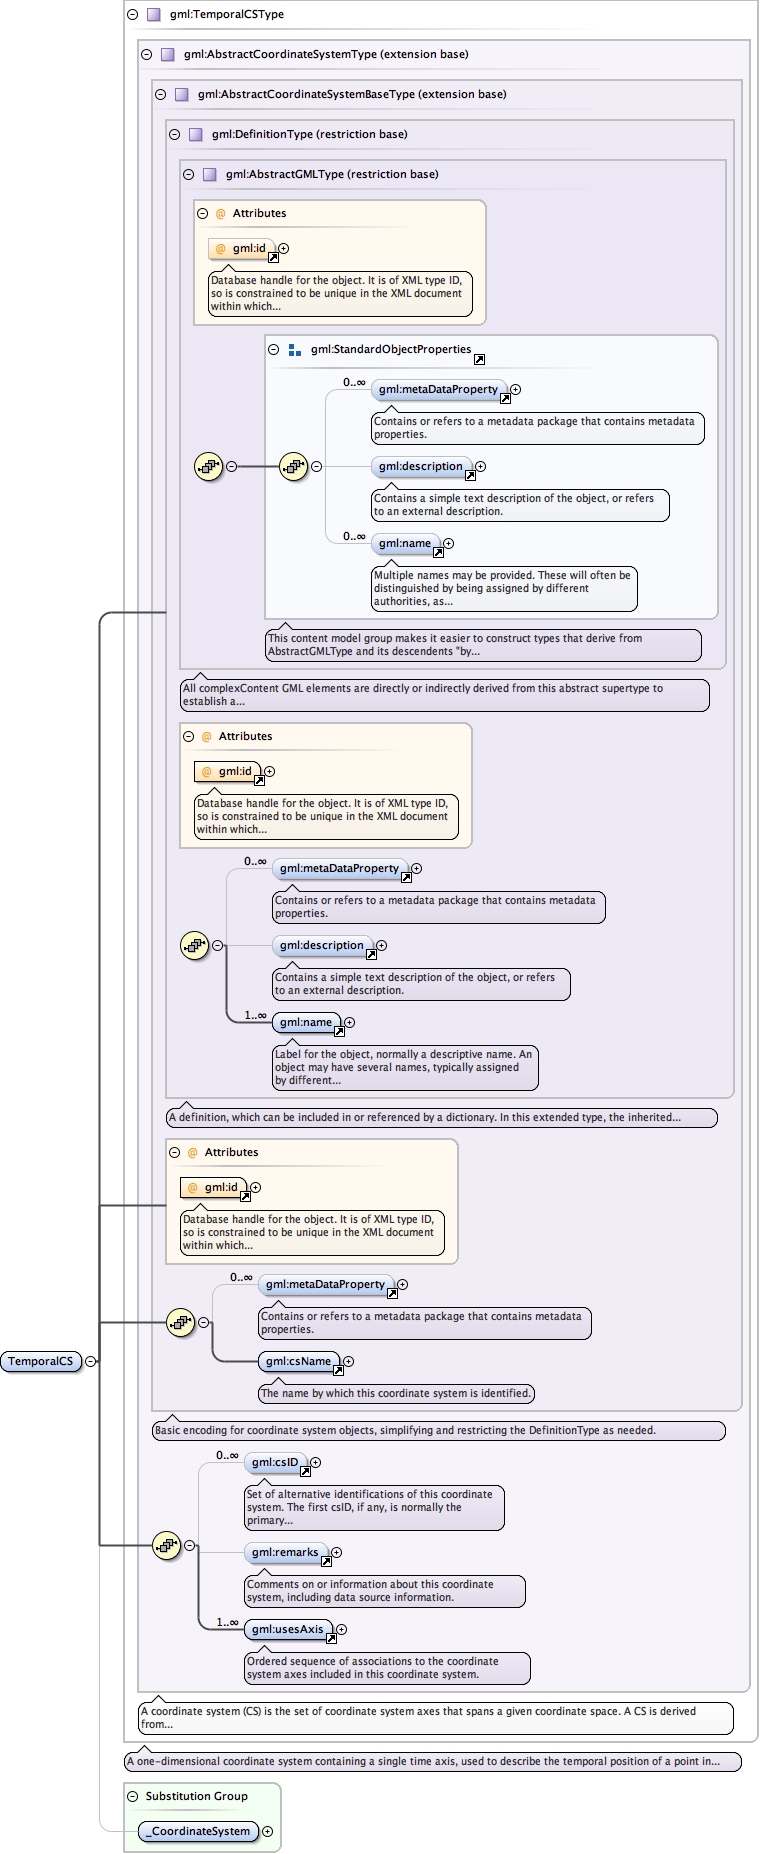 gml:TemporalCSType
gml:AbstractCoordinateSystemType (extension base)
gml:AbstractCoordinateSystemBaseType (extension base)
gml:DefinitionType (restriction base)
gml:AbstractGMLType (restriction base)
@ Attributes
@ gml:id
Database handle for the object. It is of XML type ID,
so is constrained to be unique in the XML document
within which...
gml:StandardObjectProperties
0..∞
gml:metaDataProperty
Contains or refers to a metadata package that contains metadata
properties.
gml:description
Contains a simple text description of the object, or refers
to an external description.
0..∞
gml:name
Multiple names may be provided. These will often be
distinguished by being assigned by different
authorities, as...
This content model group makes it easier to construct types that derive from
AbstractGMLType and its descendents "by...
All complexContent GML elements are directly or indirectly derived from this abstract supertype to
establish a...
@ Attributes
@ gml:id
Database handle for the object. It is of XML type ID,
so is constrained to be unique in the XML document
within which...
0..∞
gml:metaDataProperty
Contains or refers to a metadata package that contains metadata
properties.
gml:description
Contains a simple text description of the object, or refers
to an external description.
1..∞
gml:name
Label for the object, normally a descriptive name. An
object may have several names, typically assigned
by different...
A definition, which can be included in or referenced by a dictionary. In this extended type, the inherited...
@ Attributes
@ gml:id
Database handle for the object. It is of XML type ID,
so is constrained to be unique in the XML document
within which...
0..∞
gml:metaDataProperty
Contains or refers to a metadata package that contains metadata
properties.
TemporalCS
gml:csName
The name by which this coordinate system is identified.
Basic encoding for coordinate system objects, simplifying and restricting the DefinitionType as needed.
0..∞
gml:csID
Set of alternative identifications of this coordinate
system. The first csID, if any, is normally the
primary...
gml:remarks
Comments on or information about this coordinate
system, including data source information.
1..∞
gml:usesAxis
Ordered sequence of associations to the coordinate
system axes included in this coordinate system.
A coordinate system (CS) is the set of coordinate system axes that spans a given coordinate space. A CS is derived
from...
A one-dimensional coordinate system containing a single time axis, used to describe the temporal position of a point in...
Substitution Group
_CoordinateSystem